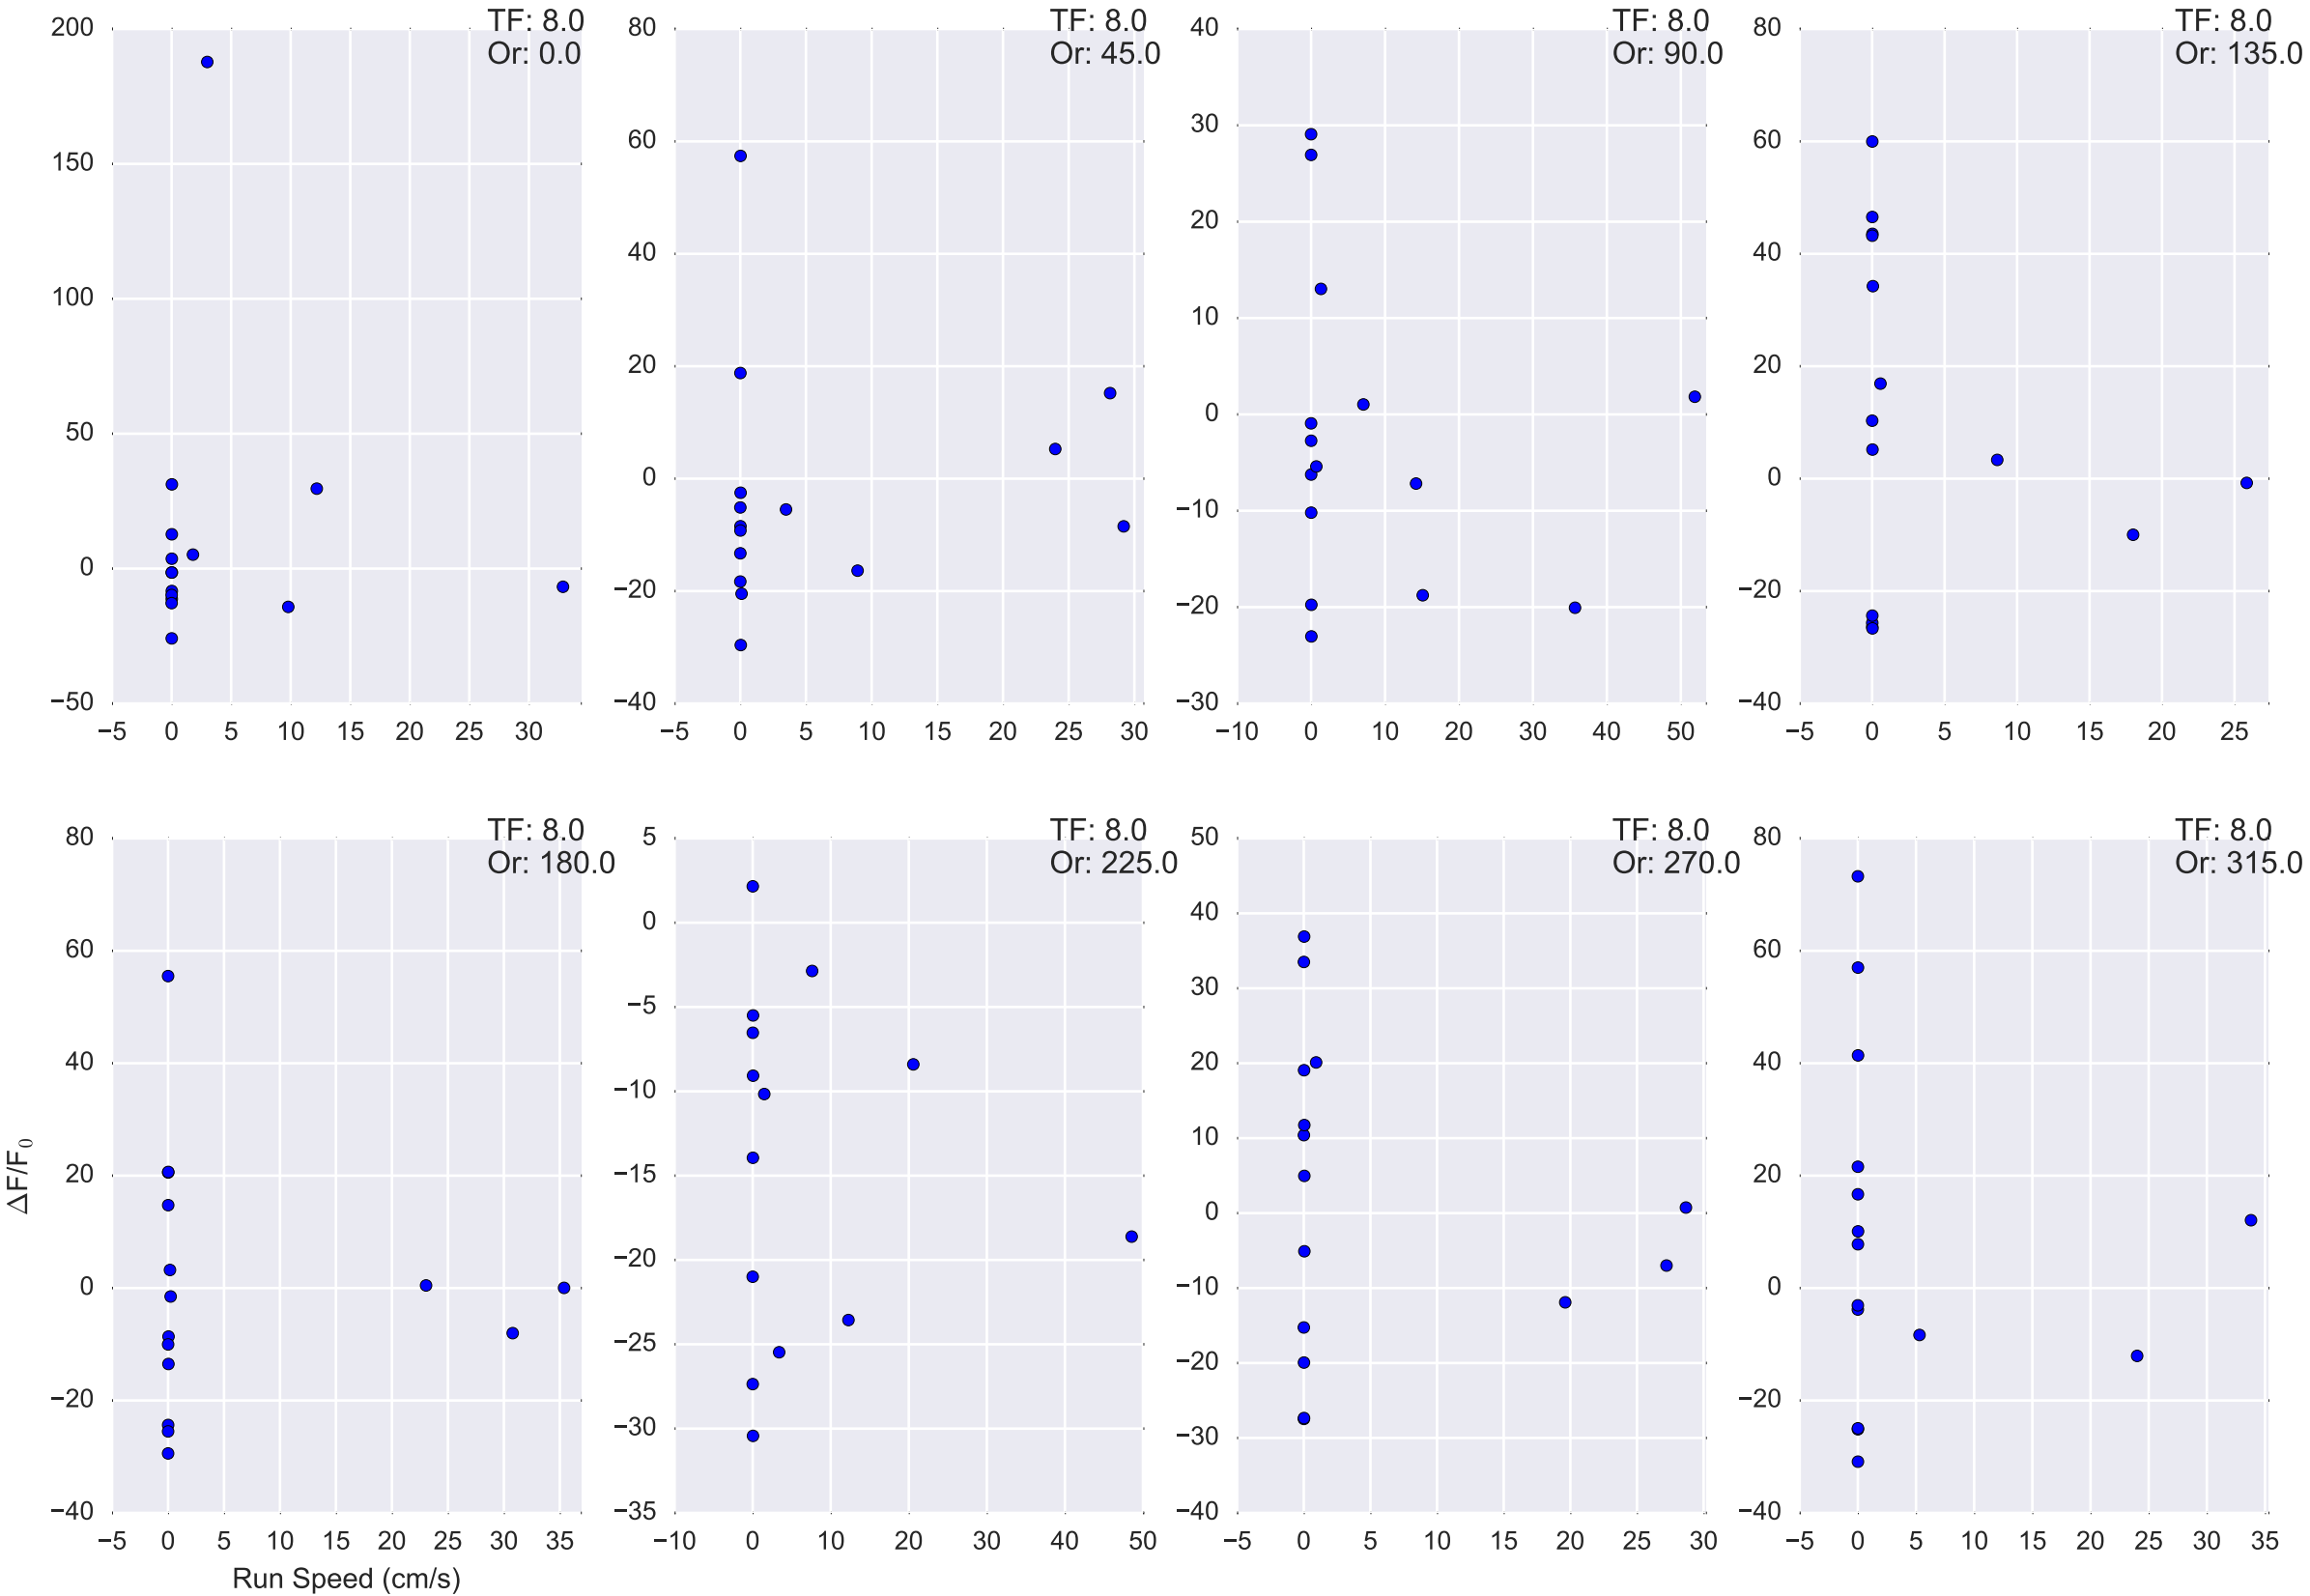 TF: 8.0
Or: 0.0
200
150
100
50
0
−50
−5 0 5 10 15 20 25 30
TF: 8.0
Or: 45.0
80
60
40
20
0
−20
−40
−5 0 5 10 15 20 25 30
TF: 8.0
Or: 90.0
40
30
20
10
0
−10
−20
−30
−10 0 10 20 30 40 50
TF: 8.0
Or: 135.0
80
60
40
20
0
−20
−40
−5 0 5 10 15 20 25
TF: 8.0
Or: 180.0
80
60
40
20
0
−20
−40
−5 0 5 10 15 20 25 30 35
Run Speed (cm/s)
ΔF/F₀
TF: 8.0
Or: 225.0
5
0
−5
−10
−15
−20
−25
−30
−35
−10 0 10 20 30 40 50
TF: 8.0
Or: 270.0
50
40
30
20
10
0
−10
−20
−30
−40
−5 0 5 10 15 20 25 30
TF: 8.0
Or: 315.0
80
60
40
20
0
−20
−40
−5 0 5 10 15 20 25 30 35